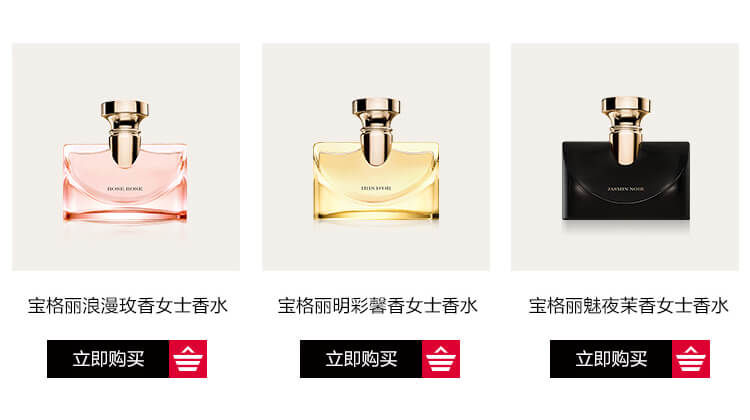 ROSE ROSE
IRIS D'OR
JASMIN NOIR
宝格丽浪漫玫香女士香水
宝格丽明彩馨香女士香水
宝格丽魅夜茉香女士香水
立即购买
立即购买
立即购买